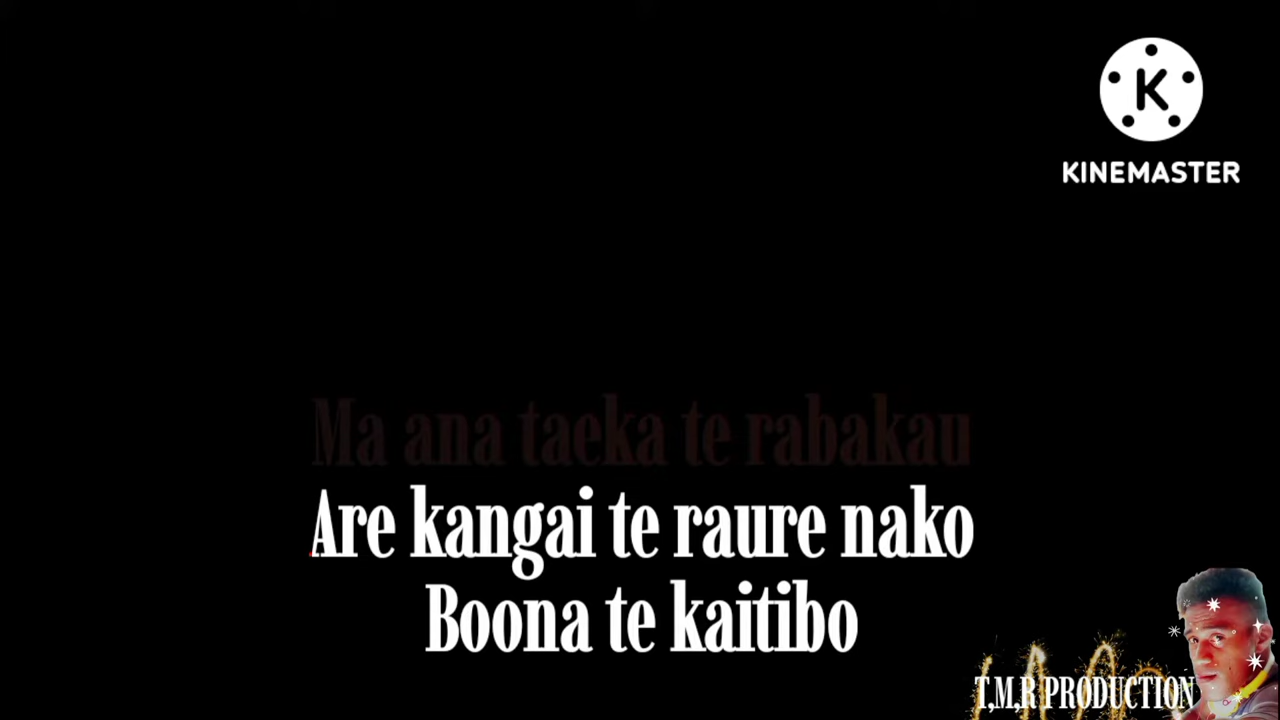 K
KINEMASTER
Ma ana taeka te rabakau
Are kangai te raure nako
Boona te kaitibo
T,M,R PRODUCTION